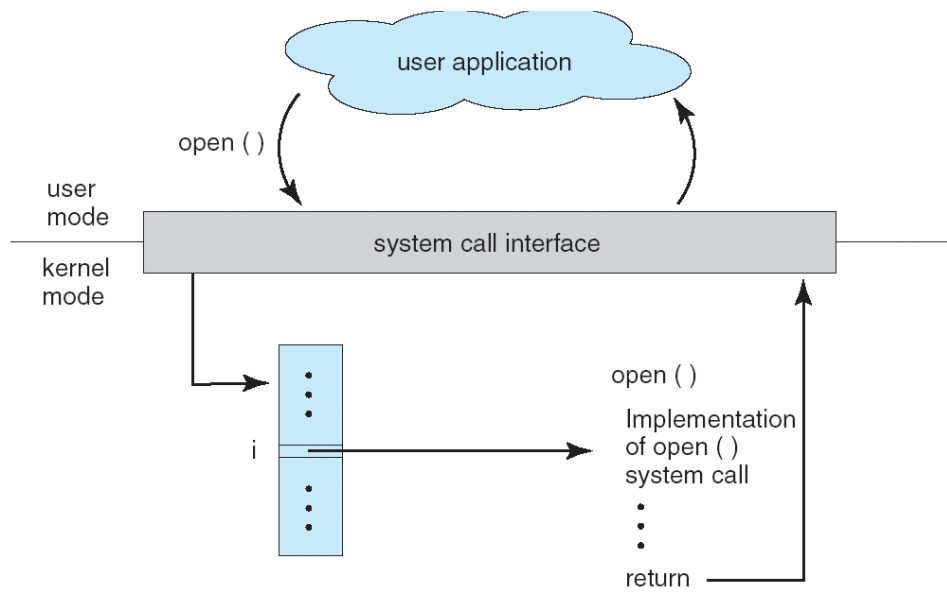 user application
open ( )
user
mode
system call interface
kernel
mode
open ( )
i
Implementation
of open ( )
system call
return